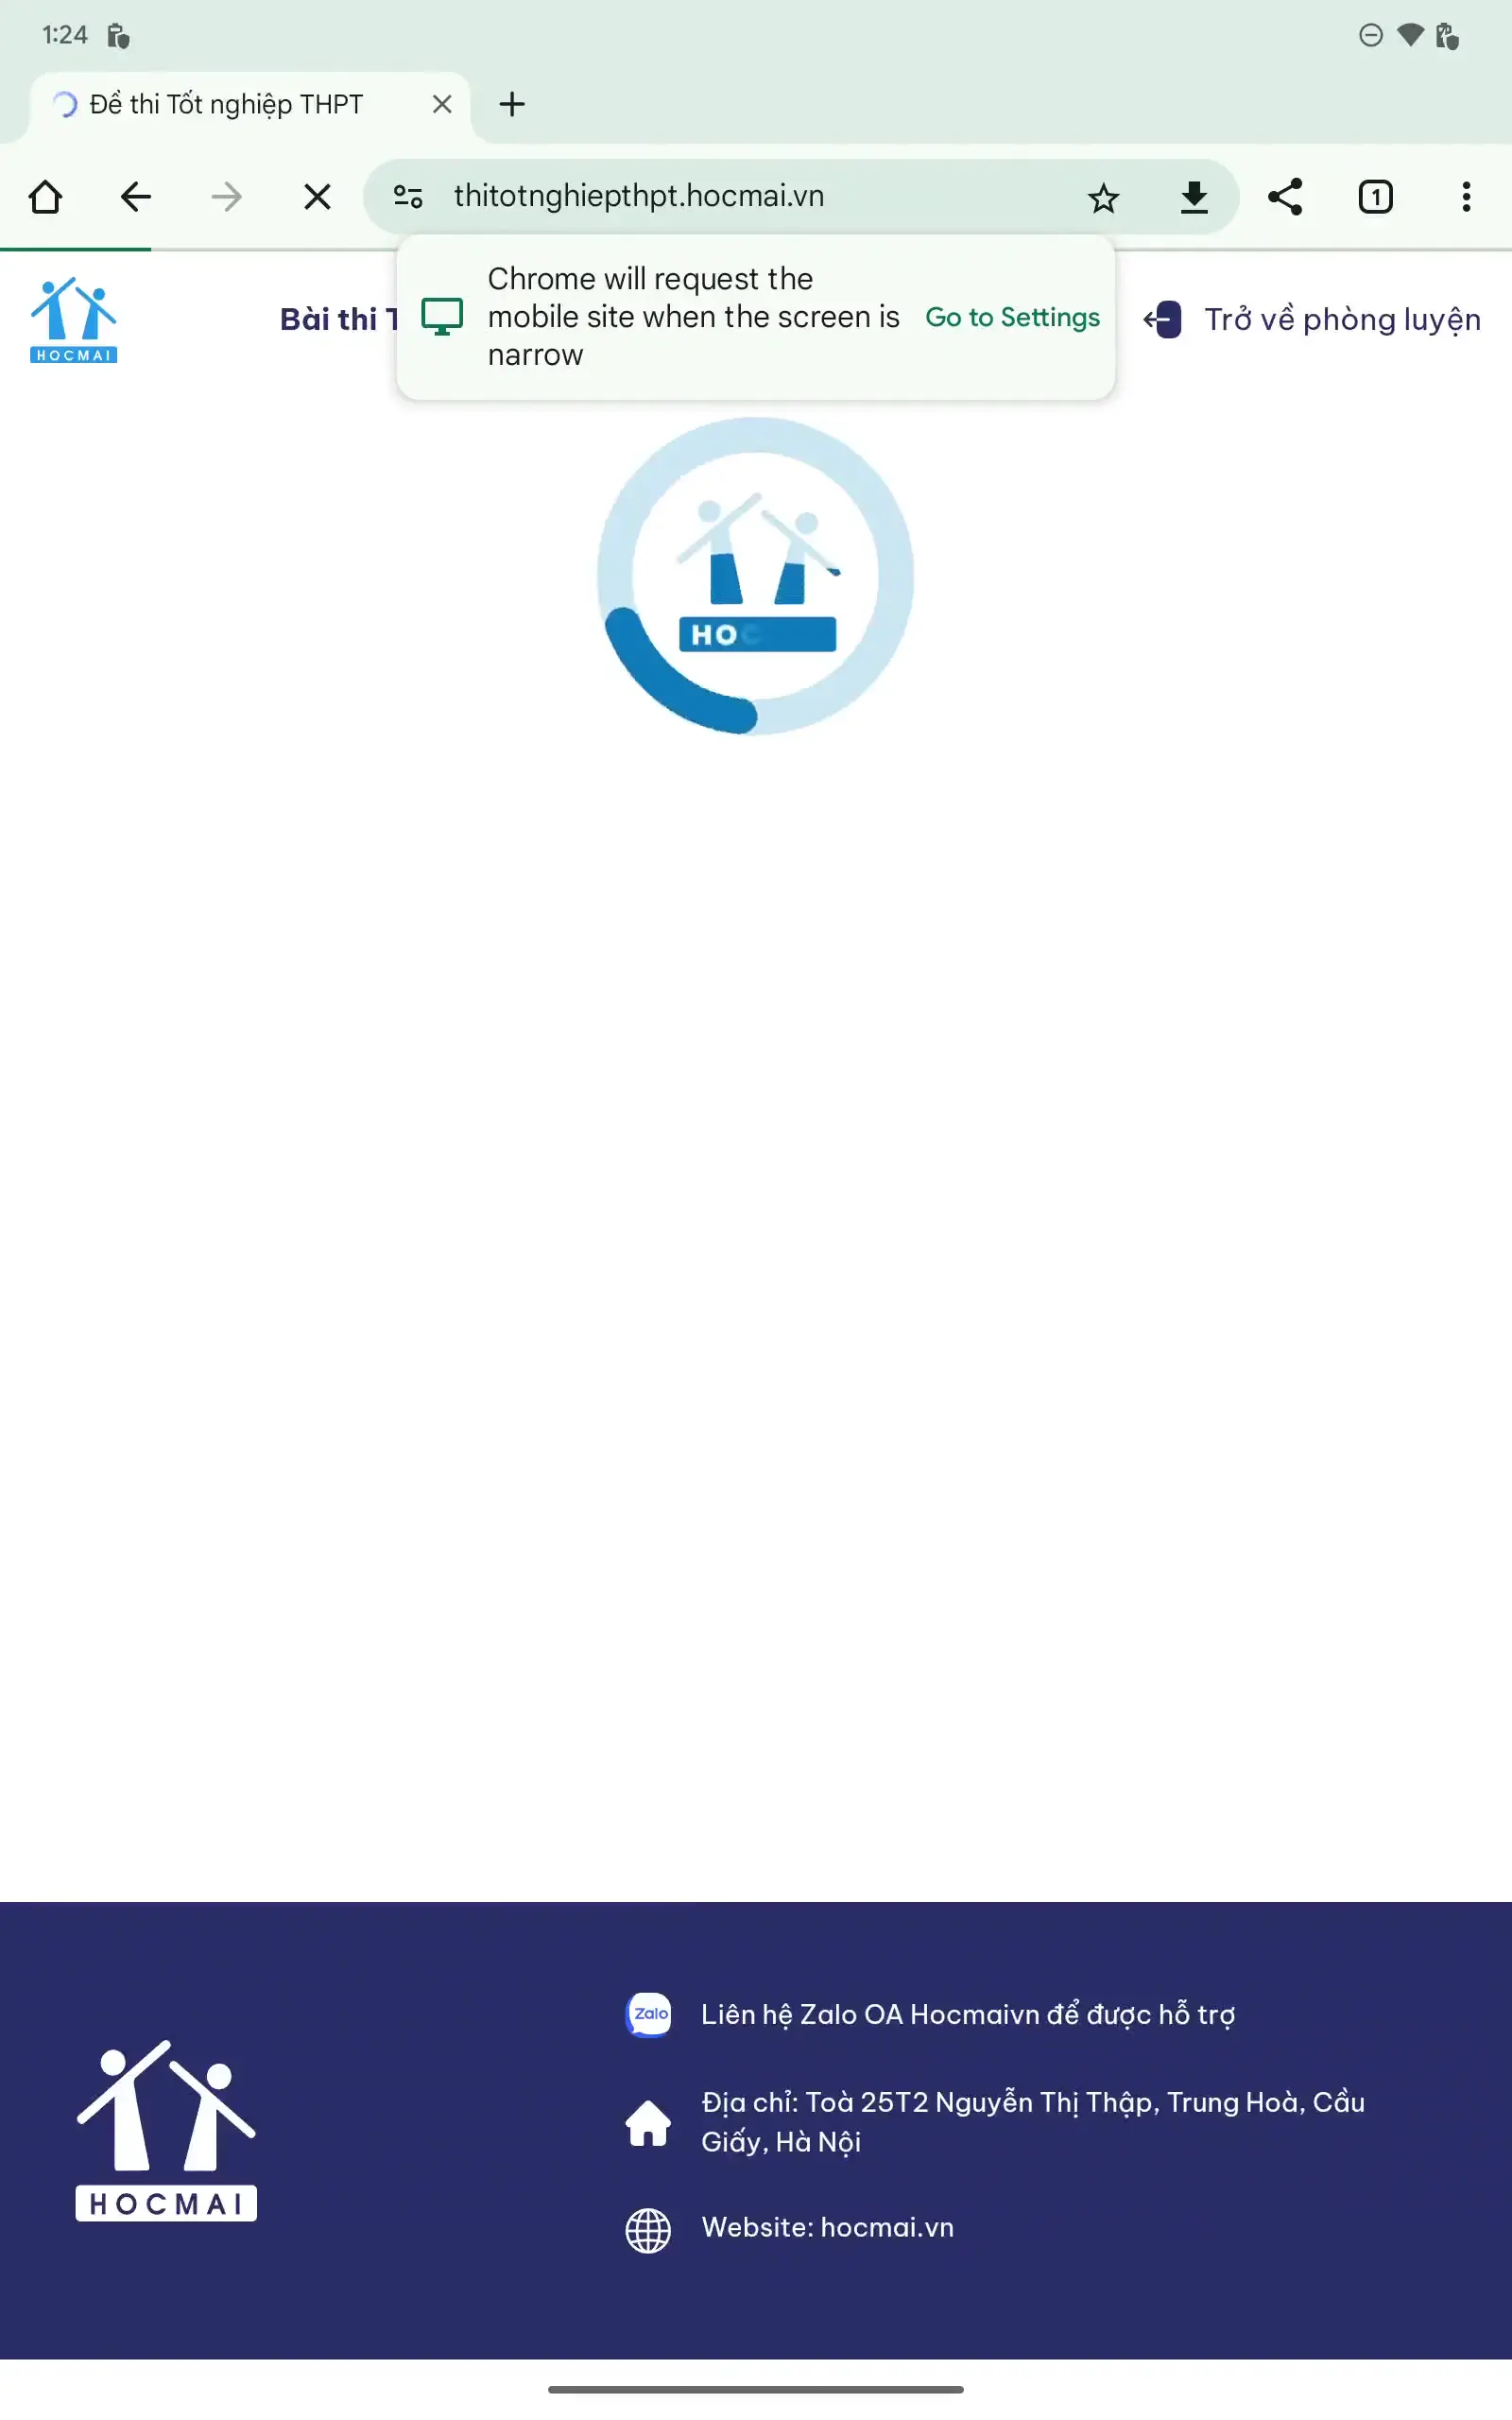 1:24
Đề thi Tốt nghiệp THPT
thitotnghiepthpt.hocmai.vn
1
HOCMAI
Bài thi
Chrome will request the
mobile site when the screen is
narrow
Go to Settings
Trở về phòng luyện
HOC
Zalo
Liên hệ Zalo OA Hocmaivn để được hỗ trợ
Địa chỉ: Toà 25T2 Nguyễn Thị Thập, Trung Hoà, Cầu
Giấy, Hà Nội
HOCMAI
Website: hocmai.vn